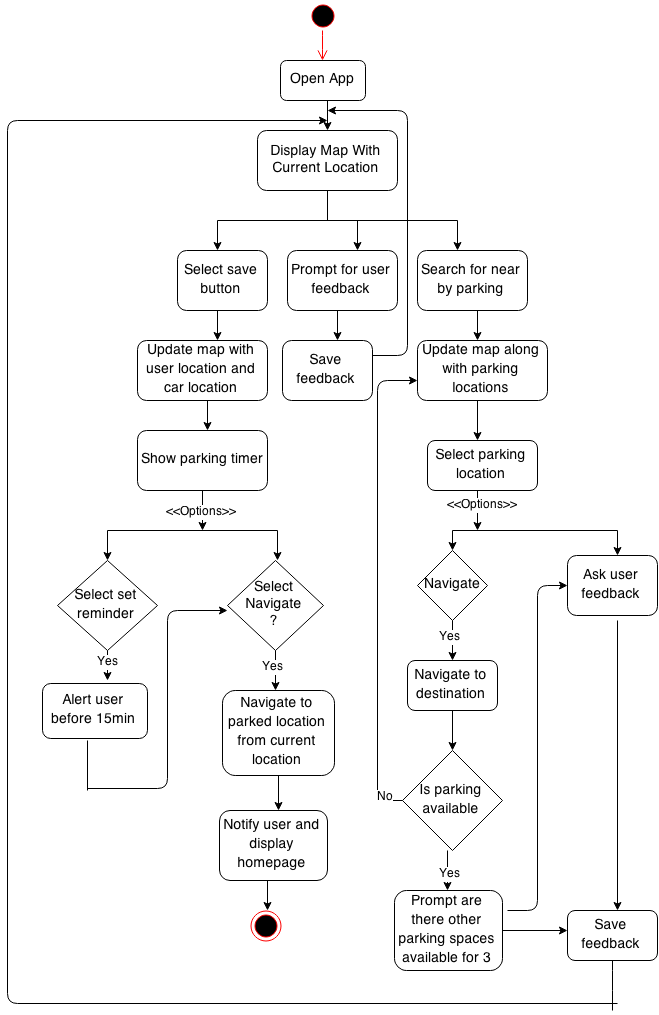 Open App
Display Map With
Current Location
Select save
button
Prompt for user
feedback
Search for near
by parking
Update map with
user location and
car location
Save
feedback
Update map along
with parking
locations
Show parking timer
Select parking
location
<<Options>>
<<Options>>
Select set
reminder
Select
Navigate
?
Navigate
Ask user
feedback
Yes
Yes
Yes
Alert user
before 15min
Navigate to
parked location
from current
location
Navigate to
destination
Is parking
available
No
Notify user and
display
homepage
Yes
Prompt are
there other
parking spaces
available for 3
Save
feedback